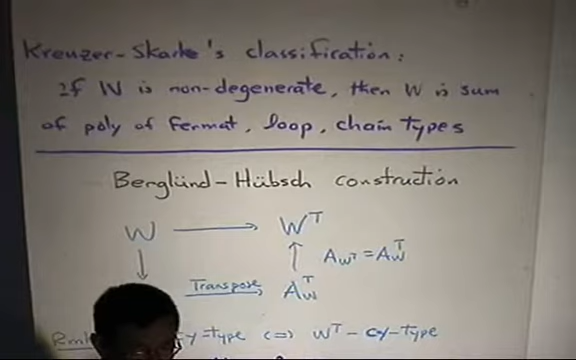 Kreuzer-Skarke's classification:
If W is non-degenerate, then W is sum
of poly of Fermat, loop, chain types
Berglünd-Hübsch construction
W → W^T
↓ ↑ A_{W^T} = A_W^T
Transpose → A_W^T
y-type ⟺ W^T - CY-type